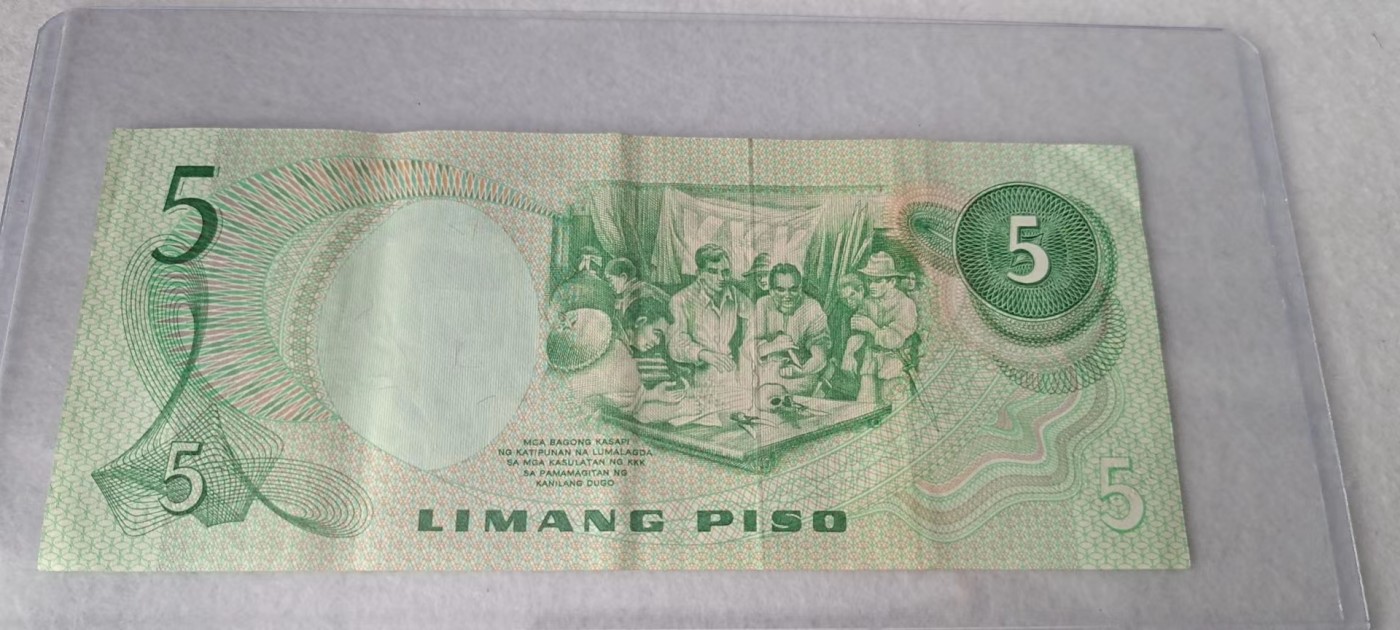 5
5
MGA BAGONG KASAPI
NG KATIPUNAN NA LUMALAGDA
SA MGA KASULATAN NG KKK
SA PAMAMAGITAN NG
KANILANG DUGO
5
5
LIMANG PISO